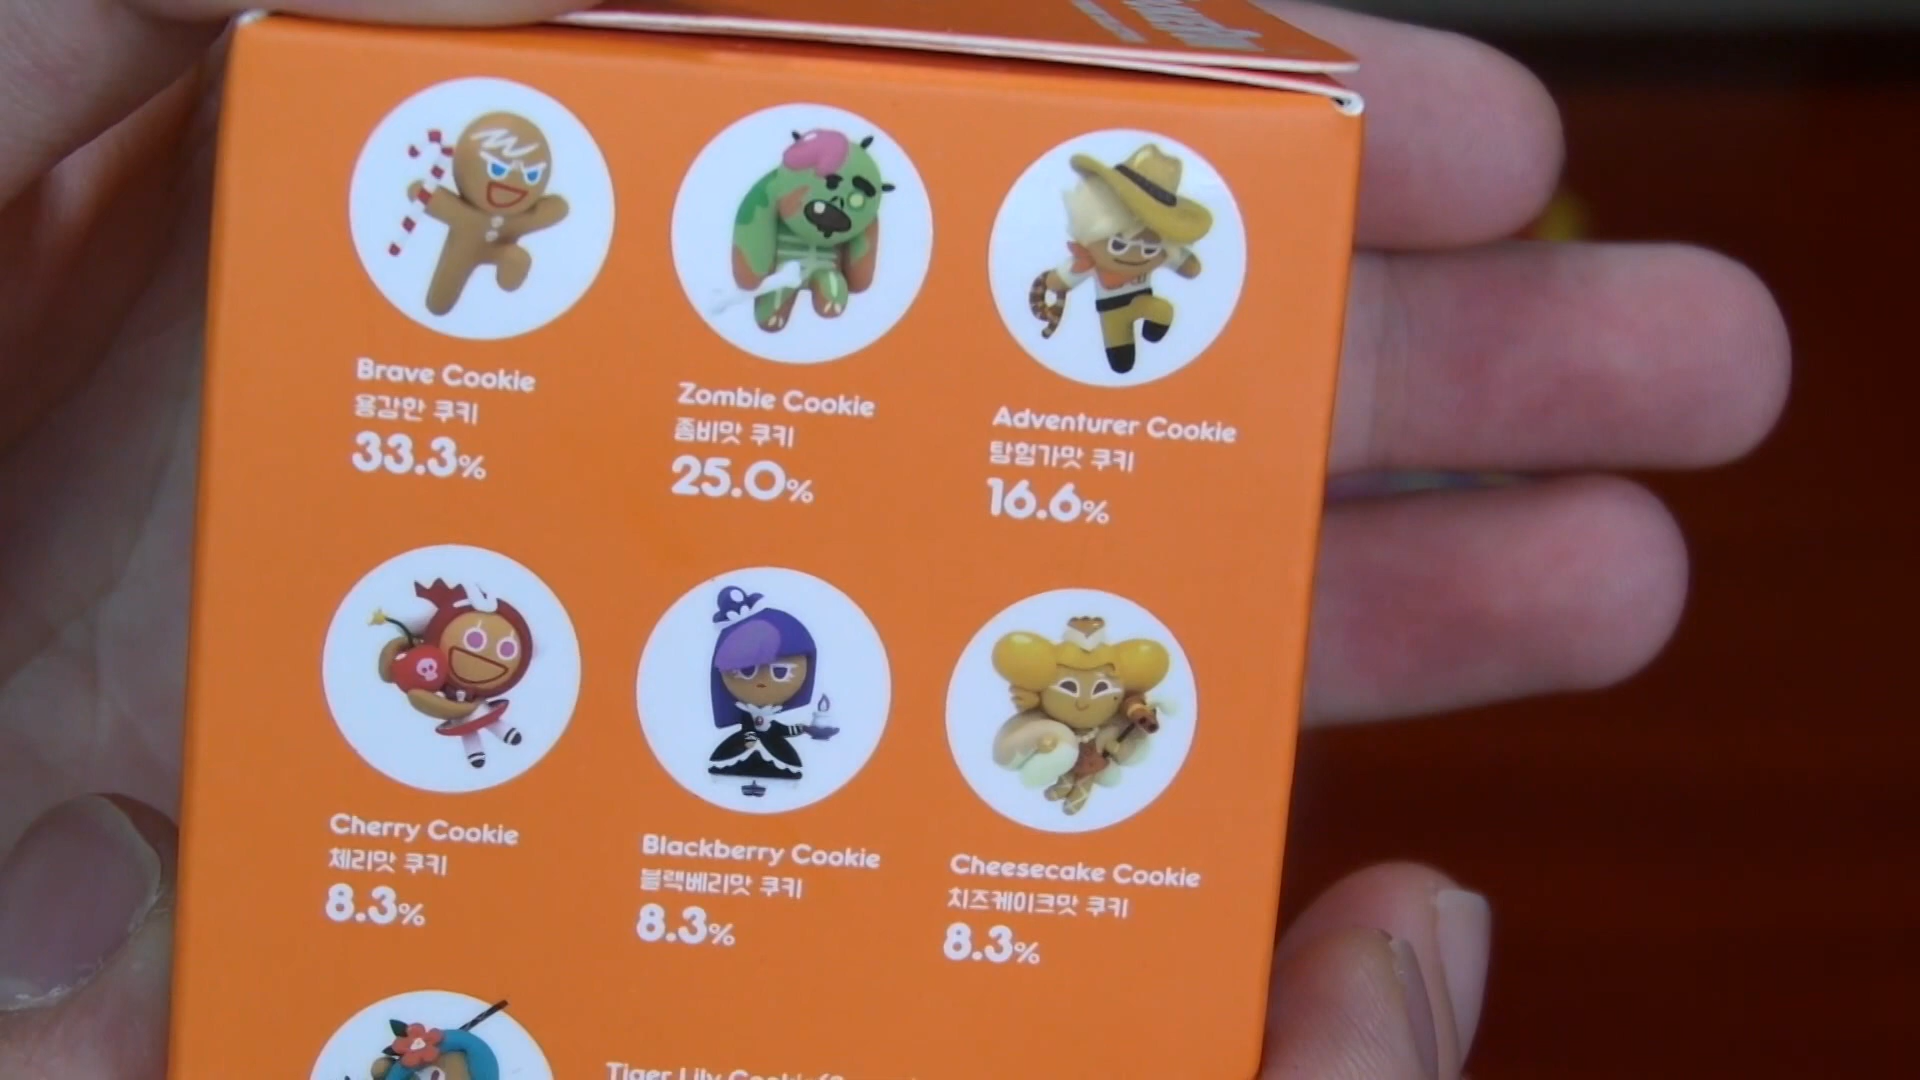 Brave Cookie
용감한 쿠키
33.3%
Zombie Cookie
좀비맛 쿠키
25.0%
Adventurer Cookie
탐험가맛 쿠키
16.6%
Cherry Cookie
체리맛 쿠키
8.3%
Blackberry Cookie
블랙베리맛 쿠키
8.3%
Cheesecake Cookie
치즈케이크맛 쿠키
8.3%
Tiger Lily Cookie